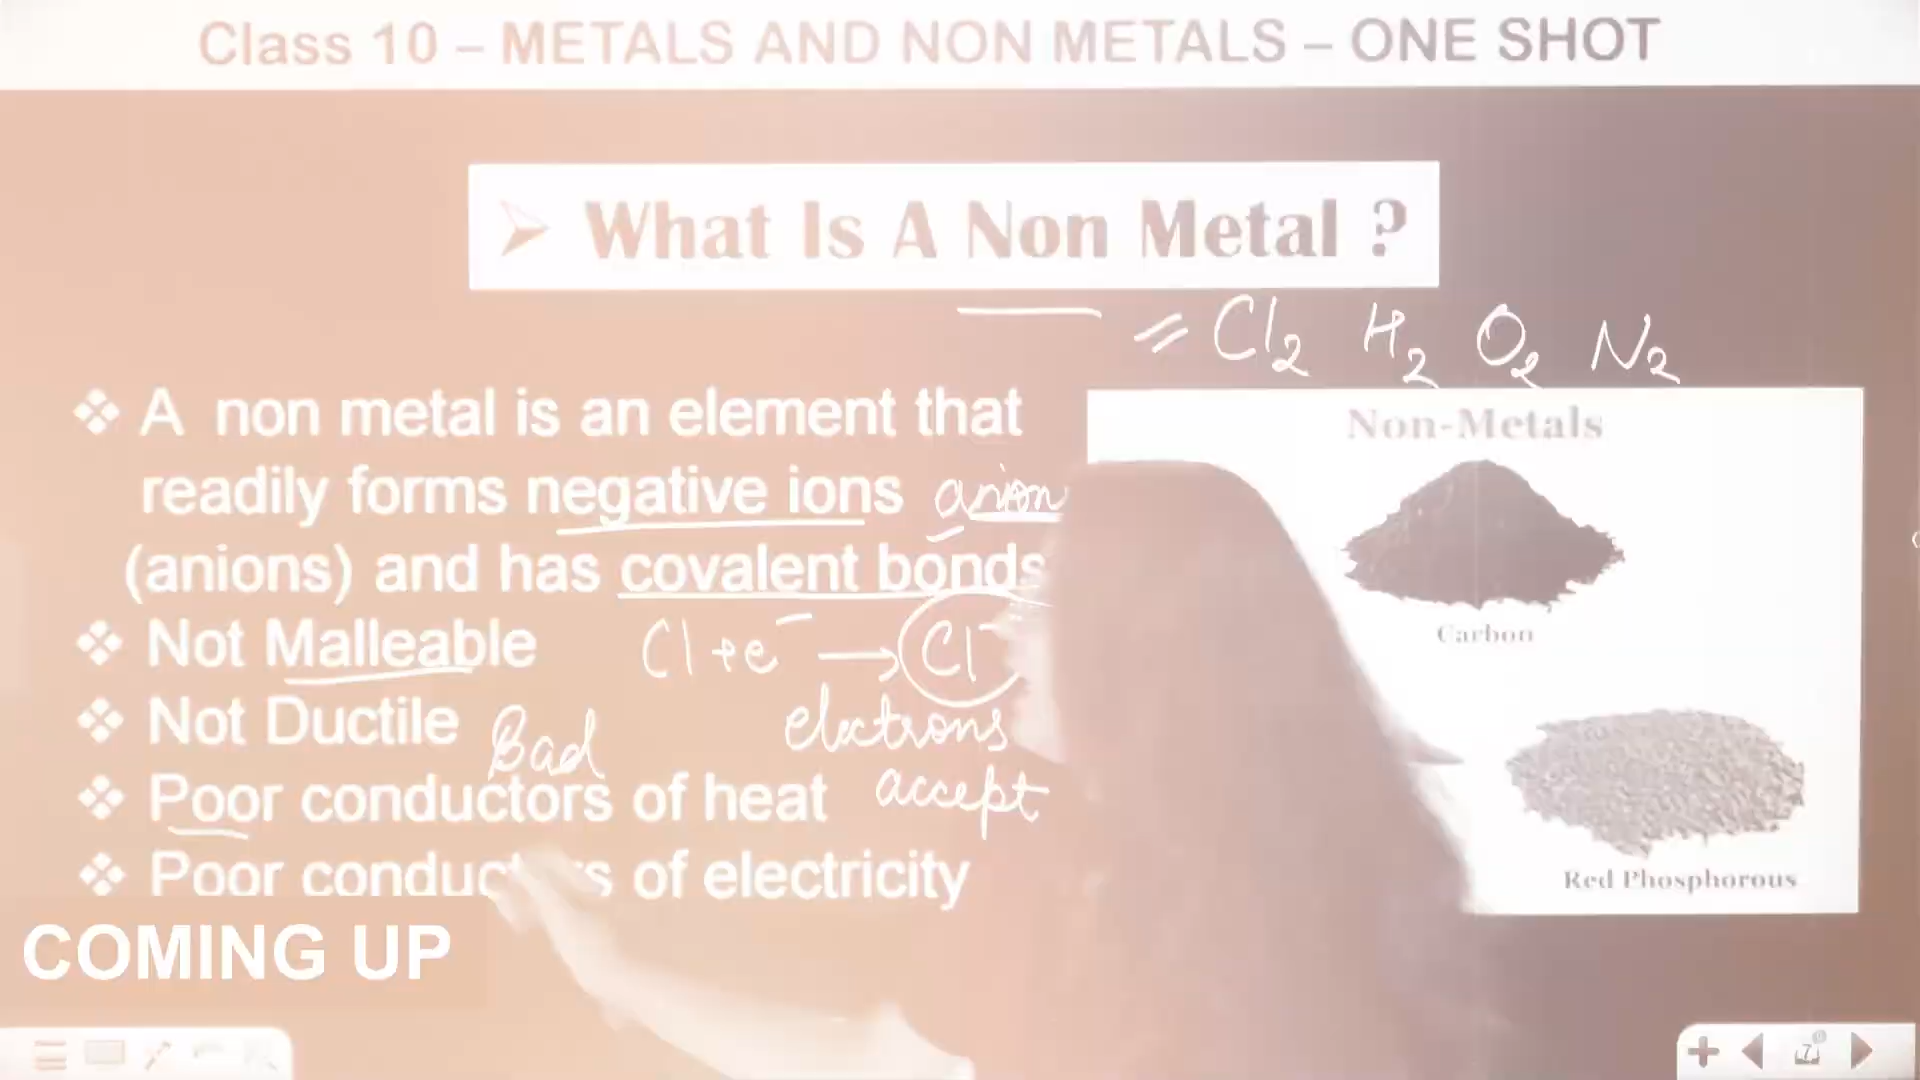 Class 10 – METALS AND NON METALS – ONE SHOT
What Is A Non Metal ?
= Cl2 H2 O2 N2
❖ A non metal is an element that
readily forms negative ions anion
(anions) and has covalent bonds
❖ Not Malleable
Cl + e⁻ → Cl⁻
❖ Not Ductile
Bad
electrons
accept
❖ Poor conductors of heat
❖ Poor conductors of electricity
Non-Metals
Carbon
Red Phosphorous
COMING UP
7